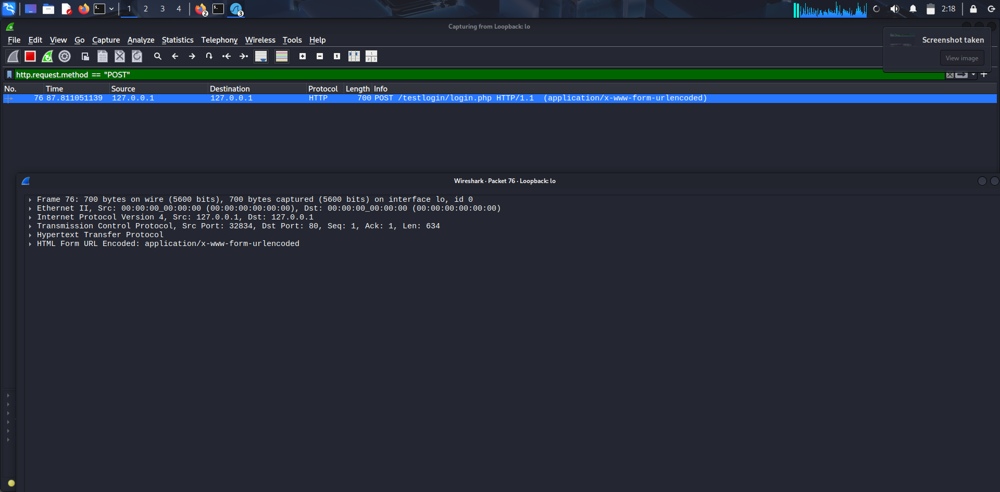 1 2 3 4 2 3 2:18
Capturing from Loopback: lo
File Edit View Go Capture Analyze Statistics Telephony Wireless Tools Help
Screenshot taken
View image
http.request.method == "POST"
No. Time Source Destination Protocol Length Info
76 87.811051139 127.0.0.1 127.0.0.1 HTTP 700 POST /testlogin/login.php HTTP/1.1 (application/x-www-form-urlencoded)
Wireshark · Packet 76 · Loopback: lo
Frame 76: 700 bytes on wire (5600 bits), 700 bytes captured (5600 bits) on interface lo, id 0
Ethernet II, Src: 00:00:00_00:00:00 (00:00:00:00:00:00), Dst: 00:00:00_00:00:00 (00:00:00:00:00:00)
Internet Protocol Version 4, Src: 127.0.0.1, Dst: 127.0.0.1
Transmission Control Protocol, Src Port: 32834, Dst Port: 80, Seq: 1, Ack: 1, Len: 634
Hypertext Transfer Protocol
HTML Form URL Encoded: application/x-www-form-urlencoded